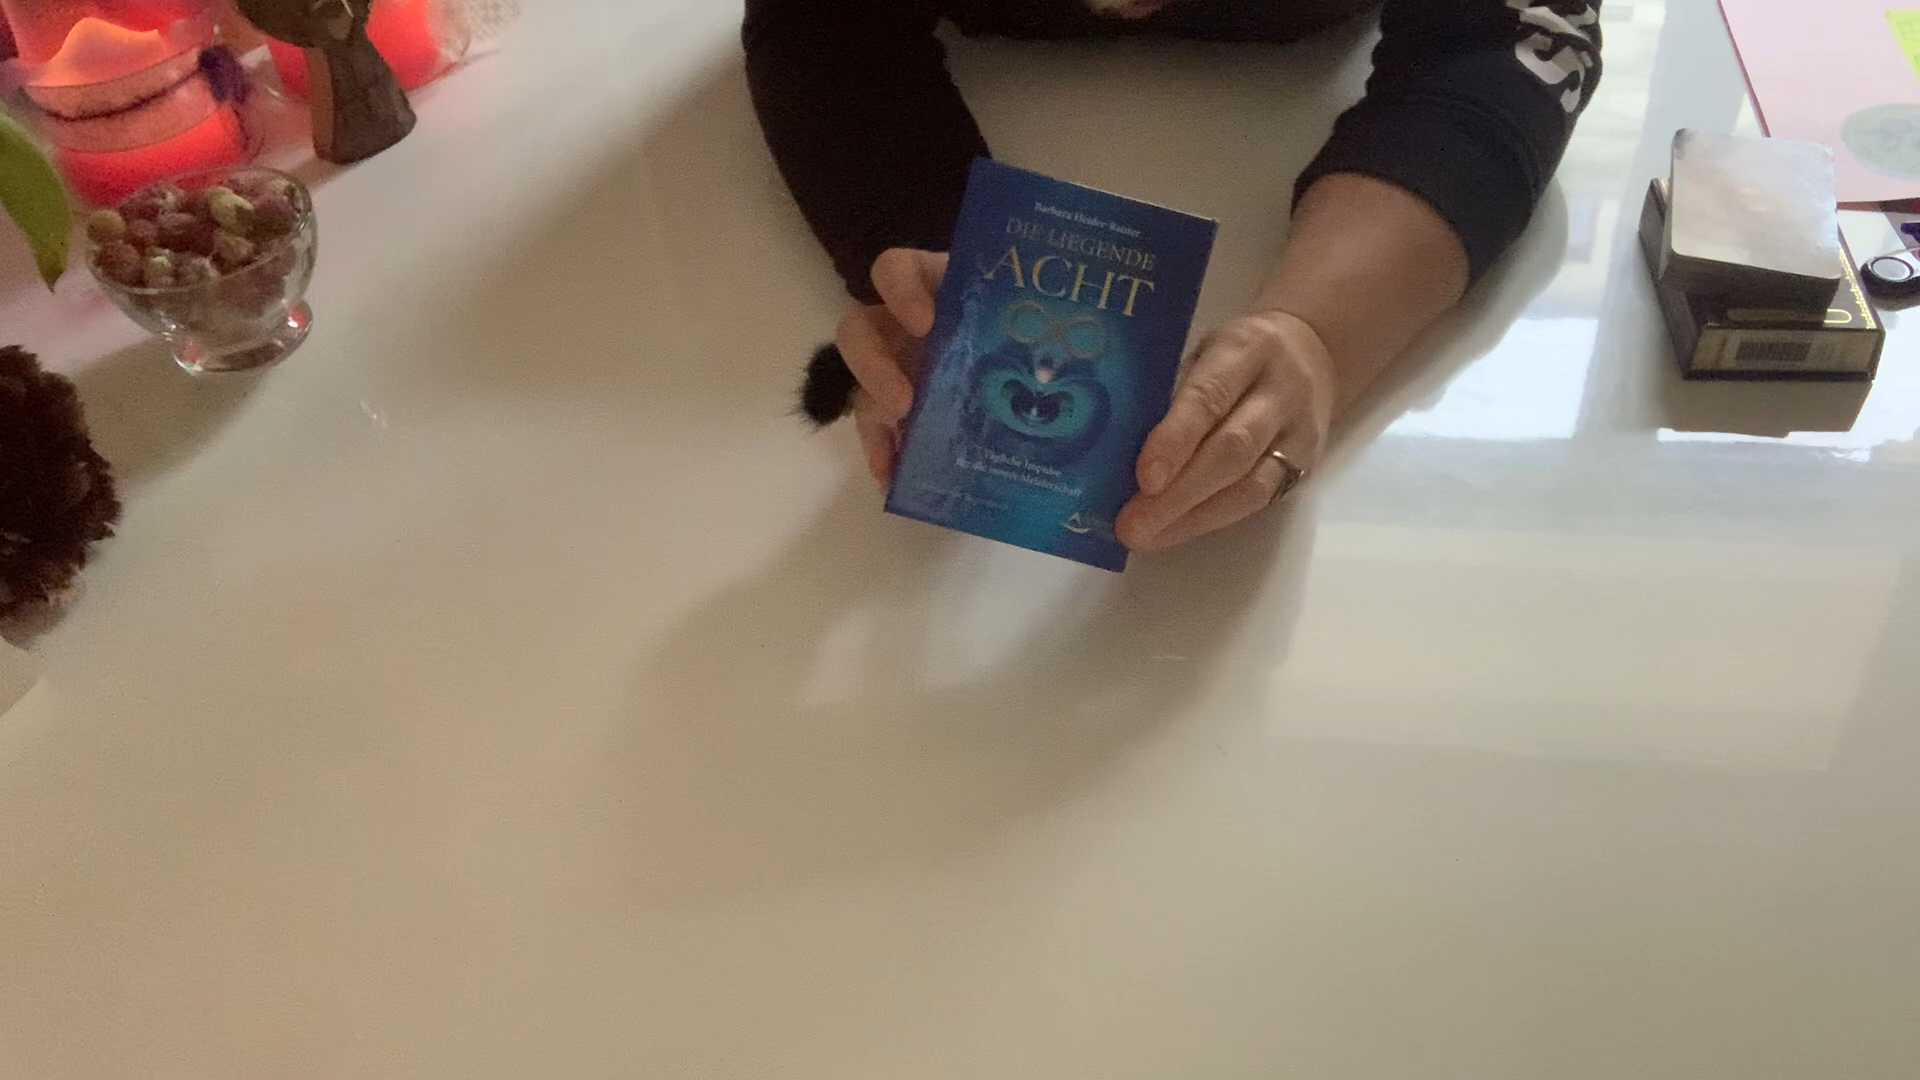 Barbara Heider-Rauter
DIE LIEGENDE
ACHT
Tägliche Impulse
für die innere Meisterschaft